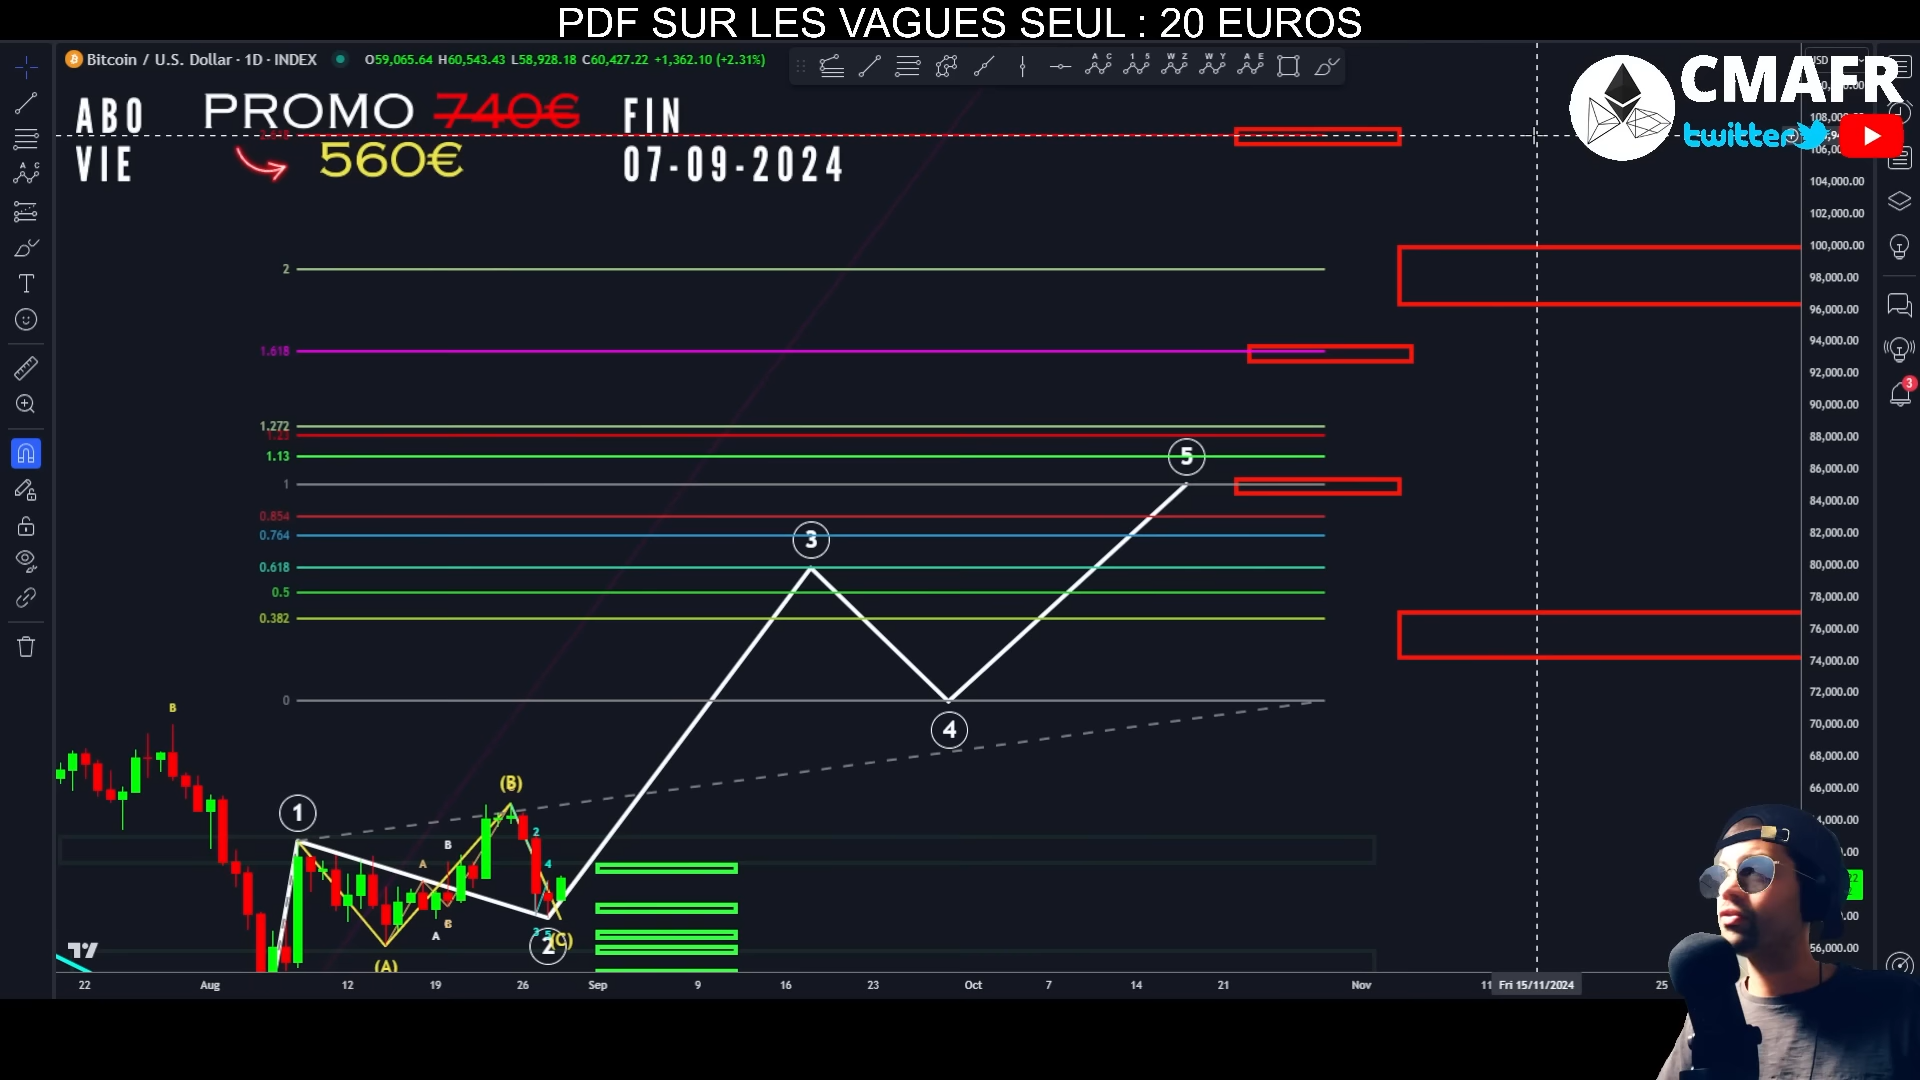 PDF SUR LES VAGUES SEUL : 20 EUROS
Bitcoin / U.S. Dollar · 1D · INDEX
O59,065.64 H60,543.43 L58,928.18 C60,427.22 +1,362.10 (+2.31%)
ABO
VIE
PROMO 740€
560€
FIN
07-09-2024
CMAFR
twitter
108,000.00
104,000.00
102,000.00
100,000.00
98,000.00
96,000.00
94,000.00
92,000.00
90,000.00
88,000.00
86,000.00
84,000.00
82,000.00
80,000.00
78,000.00
76,000.00
74,000.00
72,000.00
70,000.00
68,000.00
66,000.00
56,000.00
2
1.618
1.272
1.13
1
0.854
0.764
0.618
0.5
0.382
0
1
2
3
4
5
B
(B)
2
B
4
A
A
(A)
(C)
3
22
Aug
12
19
26
Sep
9
16
23
Oct
7
14
21
Nov
11
Fri 15/11/2024
25